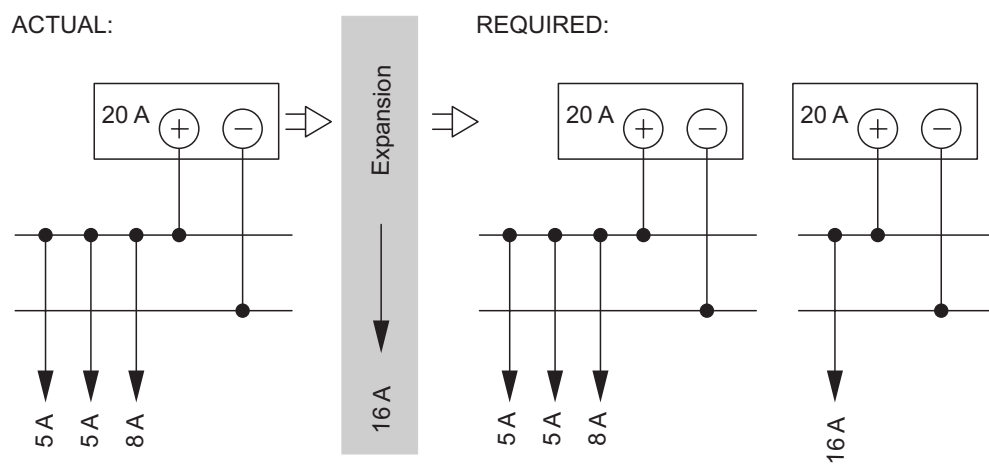 ACTUAL:
REQUIRED:
20 A
+
−
Expansion
20 A
+
−
20 A
+
−
5 A
5 A
8 A
16 A
5 A
5 A
8 A
16 A